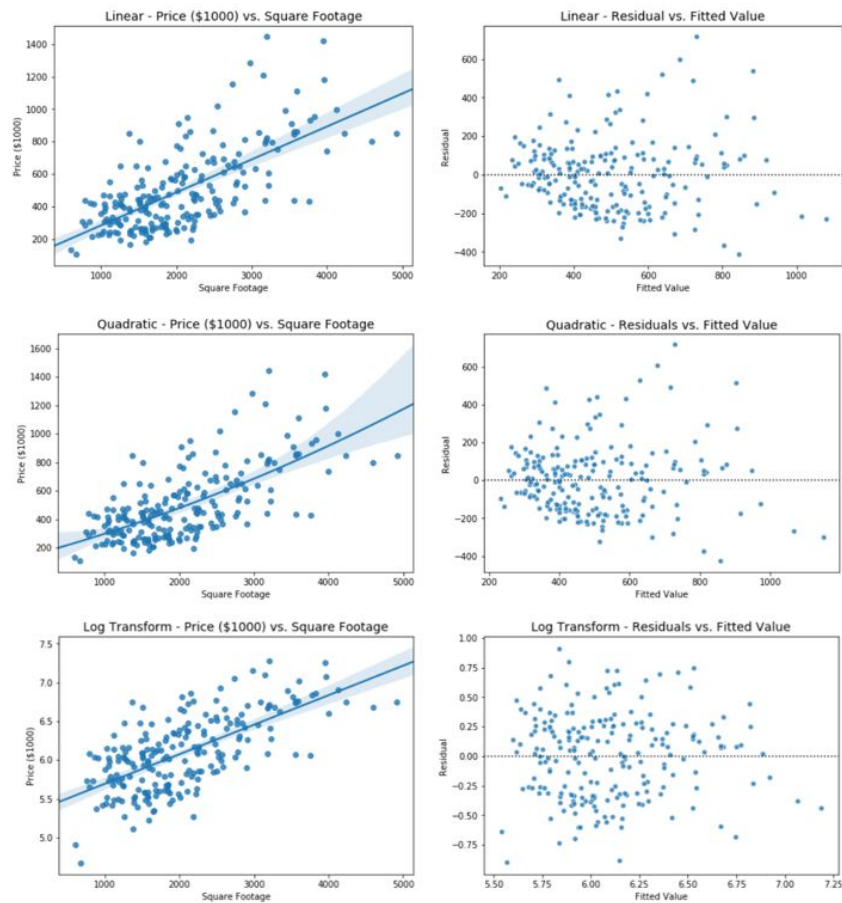 Linear - Price ($1000) vs. Square Footage
1400
1200
1000
800
600
400
200
Price ($1000)
1000 2000 3000 4000 5000
Square Footage
Linear - Residual vs. Fitted Value
600
400
200
0
−200
−400
Residual
200 400 600 800 1000
Fitted Value
Quadratic - Price ($1000) vs. Square Footage
1600
1400
1200
1000
800
600
400
200
Price ($1000)
1000 2000 3000 4000 5000
Square Footage
Quadratic - Residuals vs. Fitted Value
600
400
200
0
−200
−400
Residual
200 400 600 800 1000
Fitted Value
Log Transform - Price ($1000) vs. Square Footage
7.5
7.0
6.5
6.0
5.5
5.0
Price ($1000)
1000 2000 3000 4000 5000
Square Footage
Log Transform - Residuals vs. Fitted Value
1.00
0.75
0.50
0.25
0.00
−0.25
−0.50
−0.75
Residual
5.50 5.75 6.00 6.25 6.50 6.75 7.00 7.25
Fitted Value